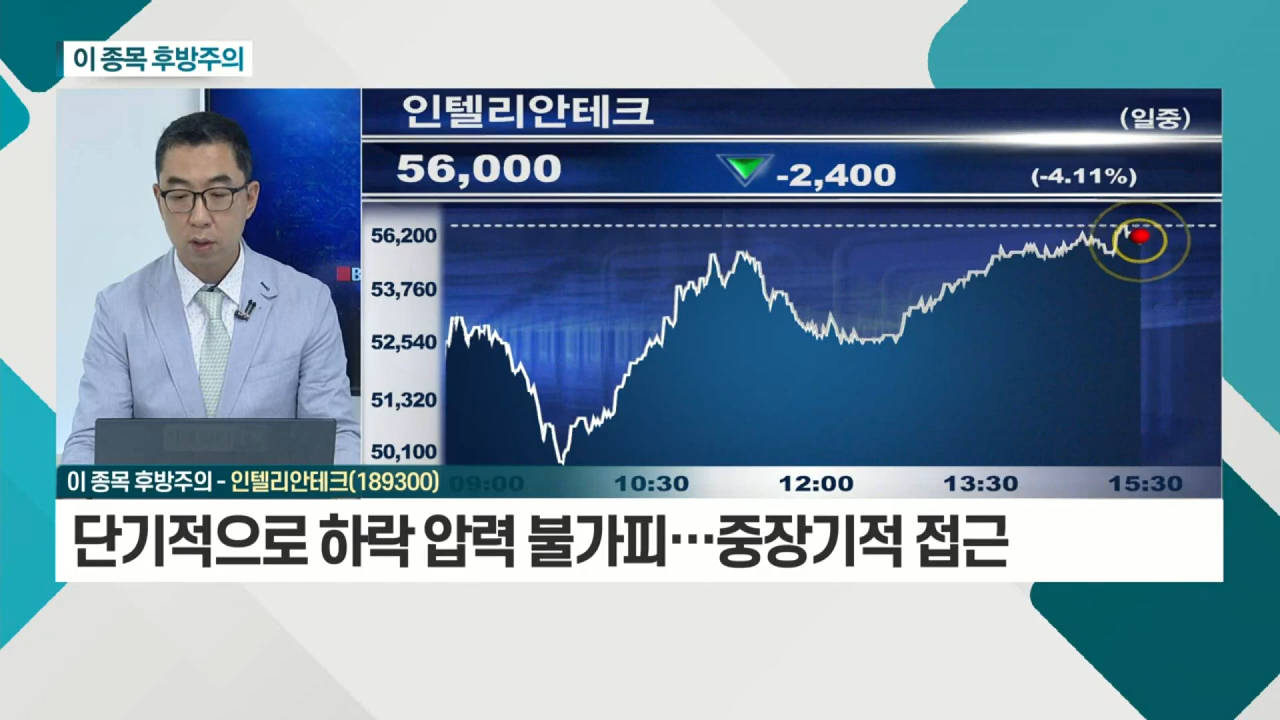 이 종목 후방주의
인텔리안테크
(일중)
56,000
-2,400
(-4.11%)
56,200
53,760
52,540
51,320
50,100
B
09:00
10:30
12:00
13:30
15:30
이 종목 후방주의 - 인텔리안테크(189300)
단기적으로 하락 압력 불가피…중장기적 접근